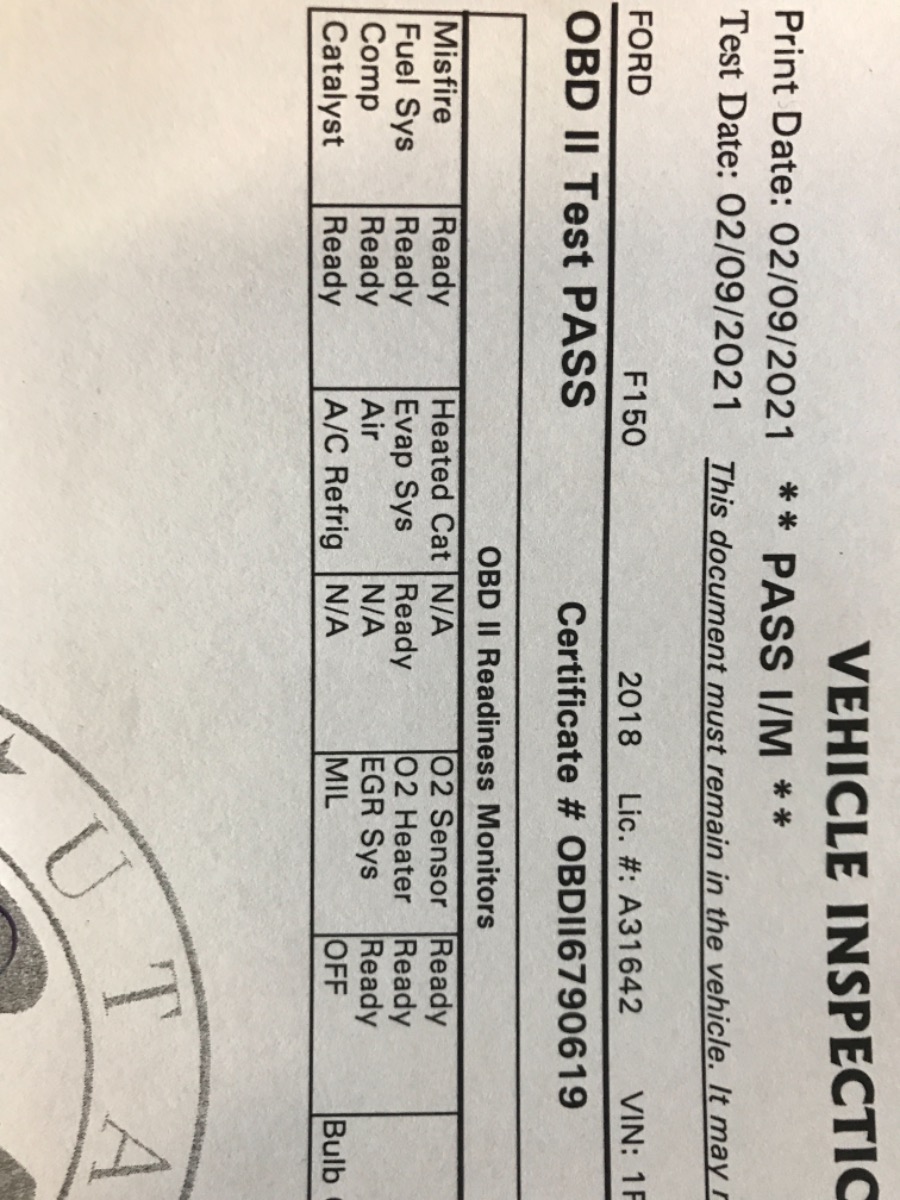 VEHICLE INSPECTIO
Print Date: 02/09/2021 ** PASS I/M **
Test Date: 02/09/2021 This document must remain in the vehicle. It may
FORD F150 2018 Lic. #: A31642 VIN: 1F
OBD II Test PASS Certificate # OBDII6790619
OBD II Readiness Monitors
Misfire Ready Heated Cat N/A O2 Sensor Ready
Fuel Sys Ready Evap Sys Ready O2 Heater Ready
Comp Ready Air N/A EGR Sys Ready
Catalyst Ready A/C Refrig N/A MIL OFF Bulb
UTA